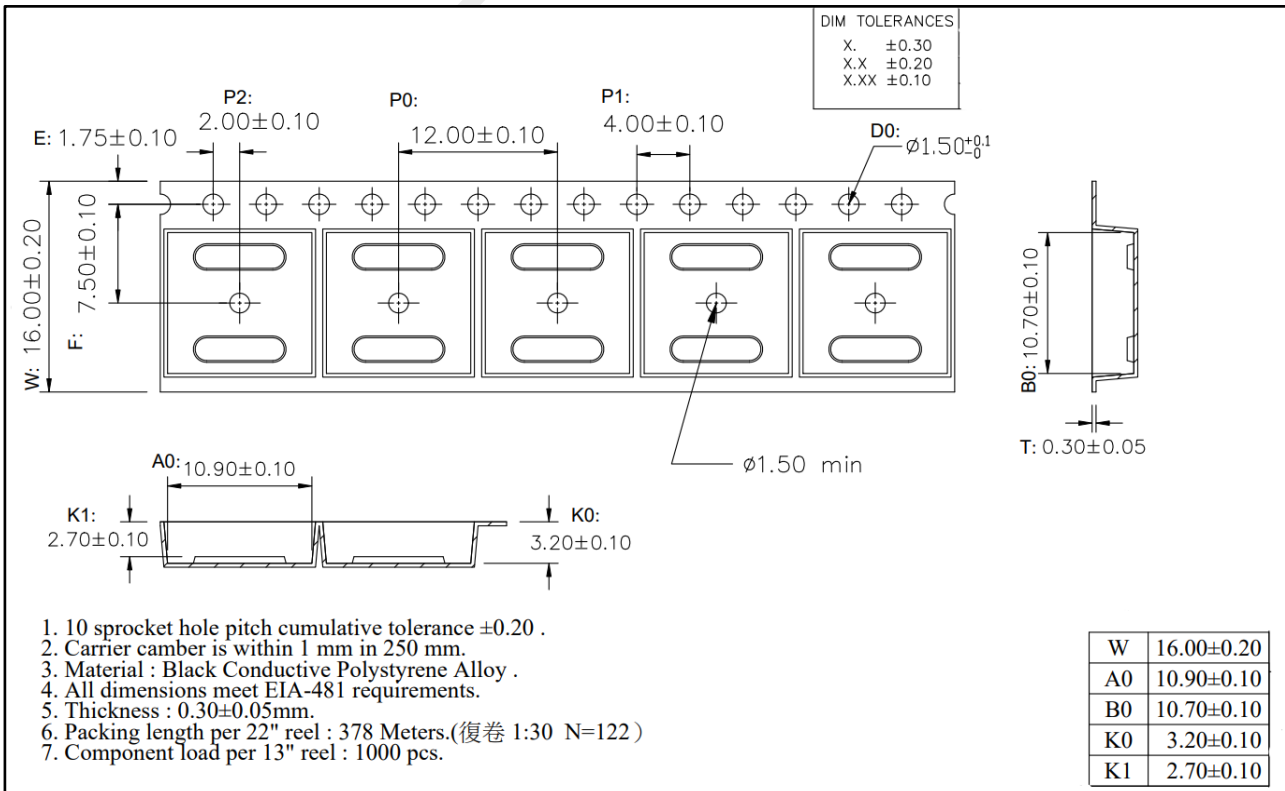 DIM TOLERANCES
X. ±0.30
X.X ±0.20
X.XX ±0.10
P2:
2.00±0.10
P0:
12.00±0.10
P1:
4.00±0.10
D0:
Ø1.50+0.1
-0
E: 1.75±0.10
W: 16.00±0.20
F: 7.50±0.10
B0: 10.70±0.10
T: 0.30±0.05
Ø1.50 min
A0: 10.90±0.10
K1:
2.70±0.10
K0:
3.20±0.10
1. 10 sprocket hole pitch cumulative tolerance ±0.20 .
2. Carrier camber is within 1 mm in 250 mm.
3. Material : Black Conductive Polystyrene Alloy .
4. All dimensions meet EIA-481 requirements.
5. Thickness : 0.30±0.05mm.
6. Packing length per 22" reel : 378 Meters.(復卷 1:30 N=122 )
7. Component load per 13" reel : 1000 pcs.
W 16.00±0.20
A0 10.90±0.10
B0 10.70±0.10
K0 3.20±0.10
K1 2.70±0.10